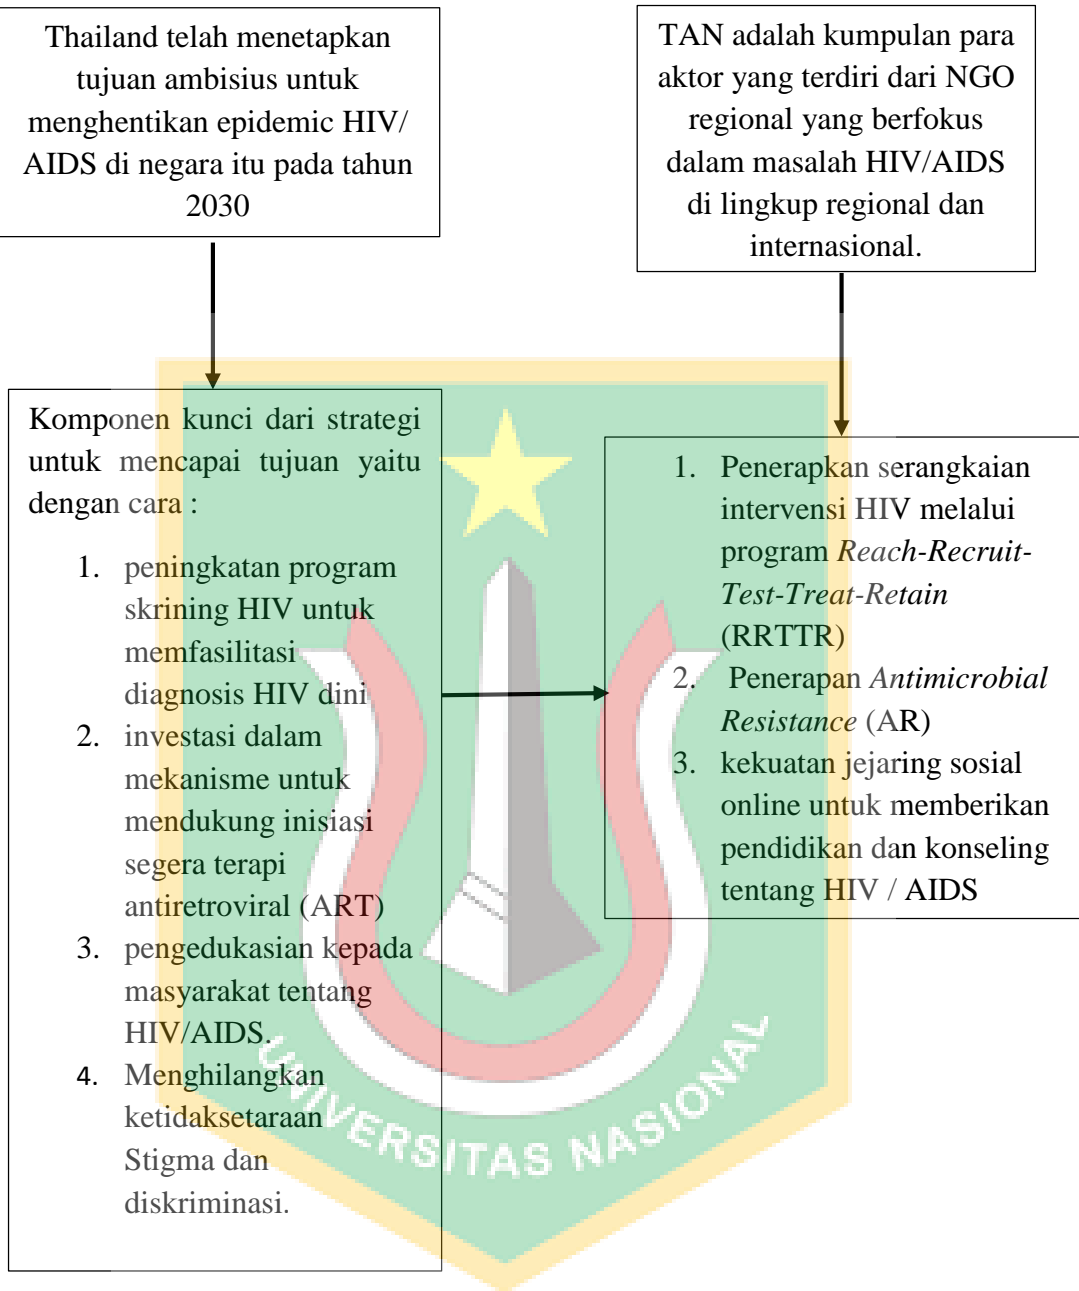 Thailand telah menetapkan
tujuan ambisius untuk
menghentikan epidemic HIV/
AIDS di negara itu pada tahun
2030
TAN adalah kumpulan para
aktor yang terdiri dari NGO
regional yang berfokus
dalam masalah HIV/AIDS
di lingkup regional dan
internasional.
Komponen kunci dari strategi
untuk mencapai tujuan yaitu
dengan cara :
1. peningkatan program
skrining HIV untuk
memfasilitasi
diagnosis HIV dini
2. investasi dalam
mekanisme untuk
mendukung inisiasi
segera terapi
antiretroviral (ART)
3. pengedukasian kepada
masyarakat tentang
HIV/AIDS.
4. Menghilangkan
ketidaksetaraan
Stigma dan
diskriminasi.
1. Penerapkan serangkaian
intervensi HIV melalui
program Reach-Recruit-
Test-Treat-Retain
(RRTTR)
2. Penerapan Antimicrobial
Resistance (AR)
3. kekuatan jejaring sosial
online untuk memberikan
pendidikan dan konseling
tentang HIV / AIDS
UNIVERSITAS NASIONAL